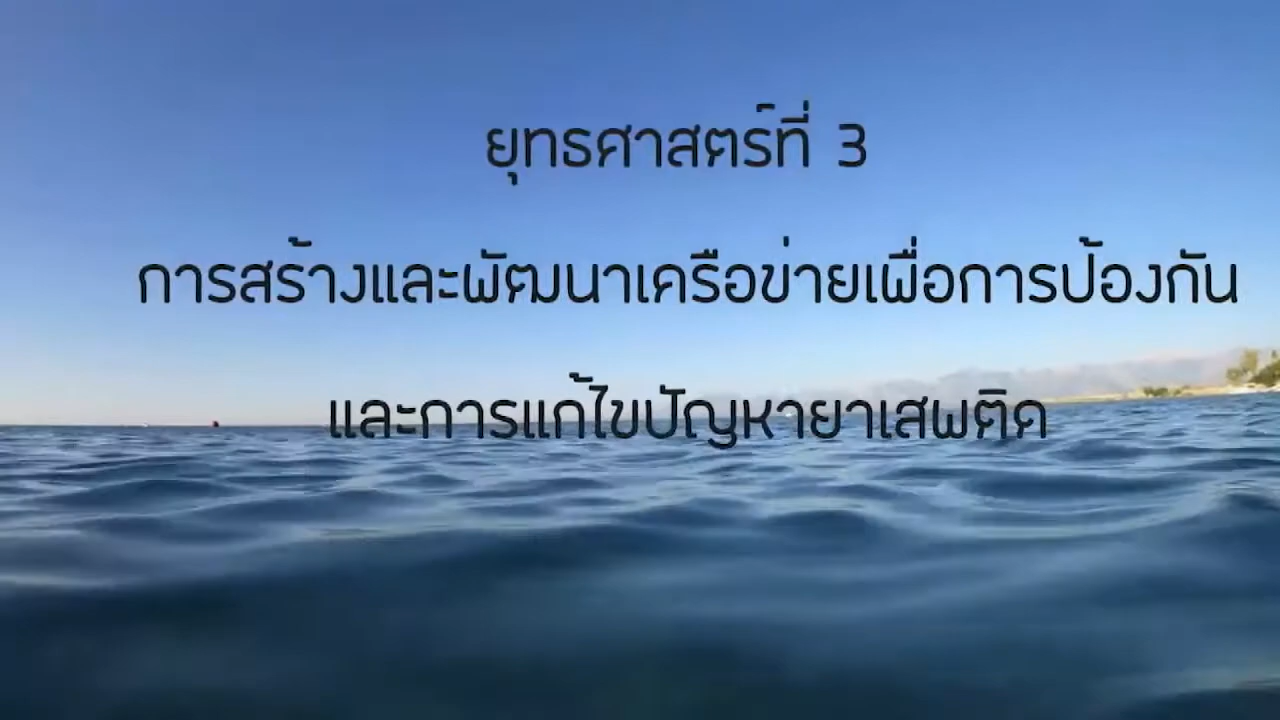 ยุทธศาสตร์ที่ 3
การสร้างและพัฒนาเครือข่ายเพื่อการป้องกัน
และการแก้ไขปัญหายาเสพติด